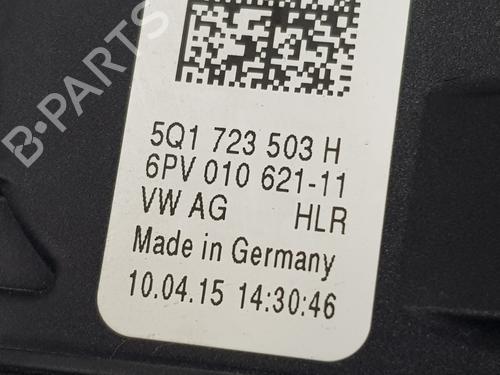 B-PARTS
5Q1 723 503 H
6PV 010 621-11
VW AG HLR
Made in Germany
10.04.15 14:30:46